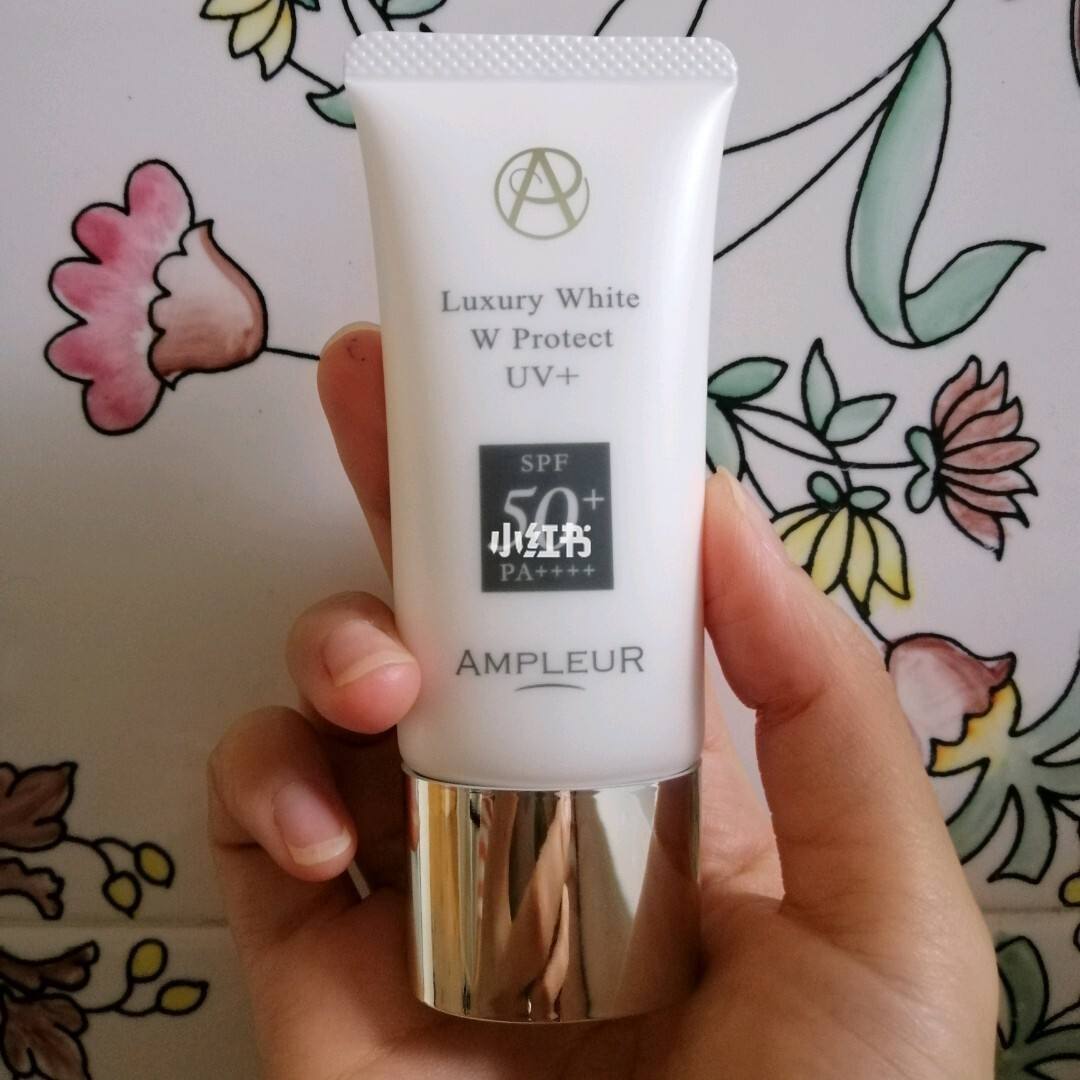 Luxury White
W Protect
UV+
SPF
50+
小红书
PA++++
AMPLEUR